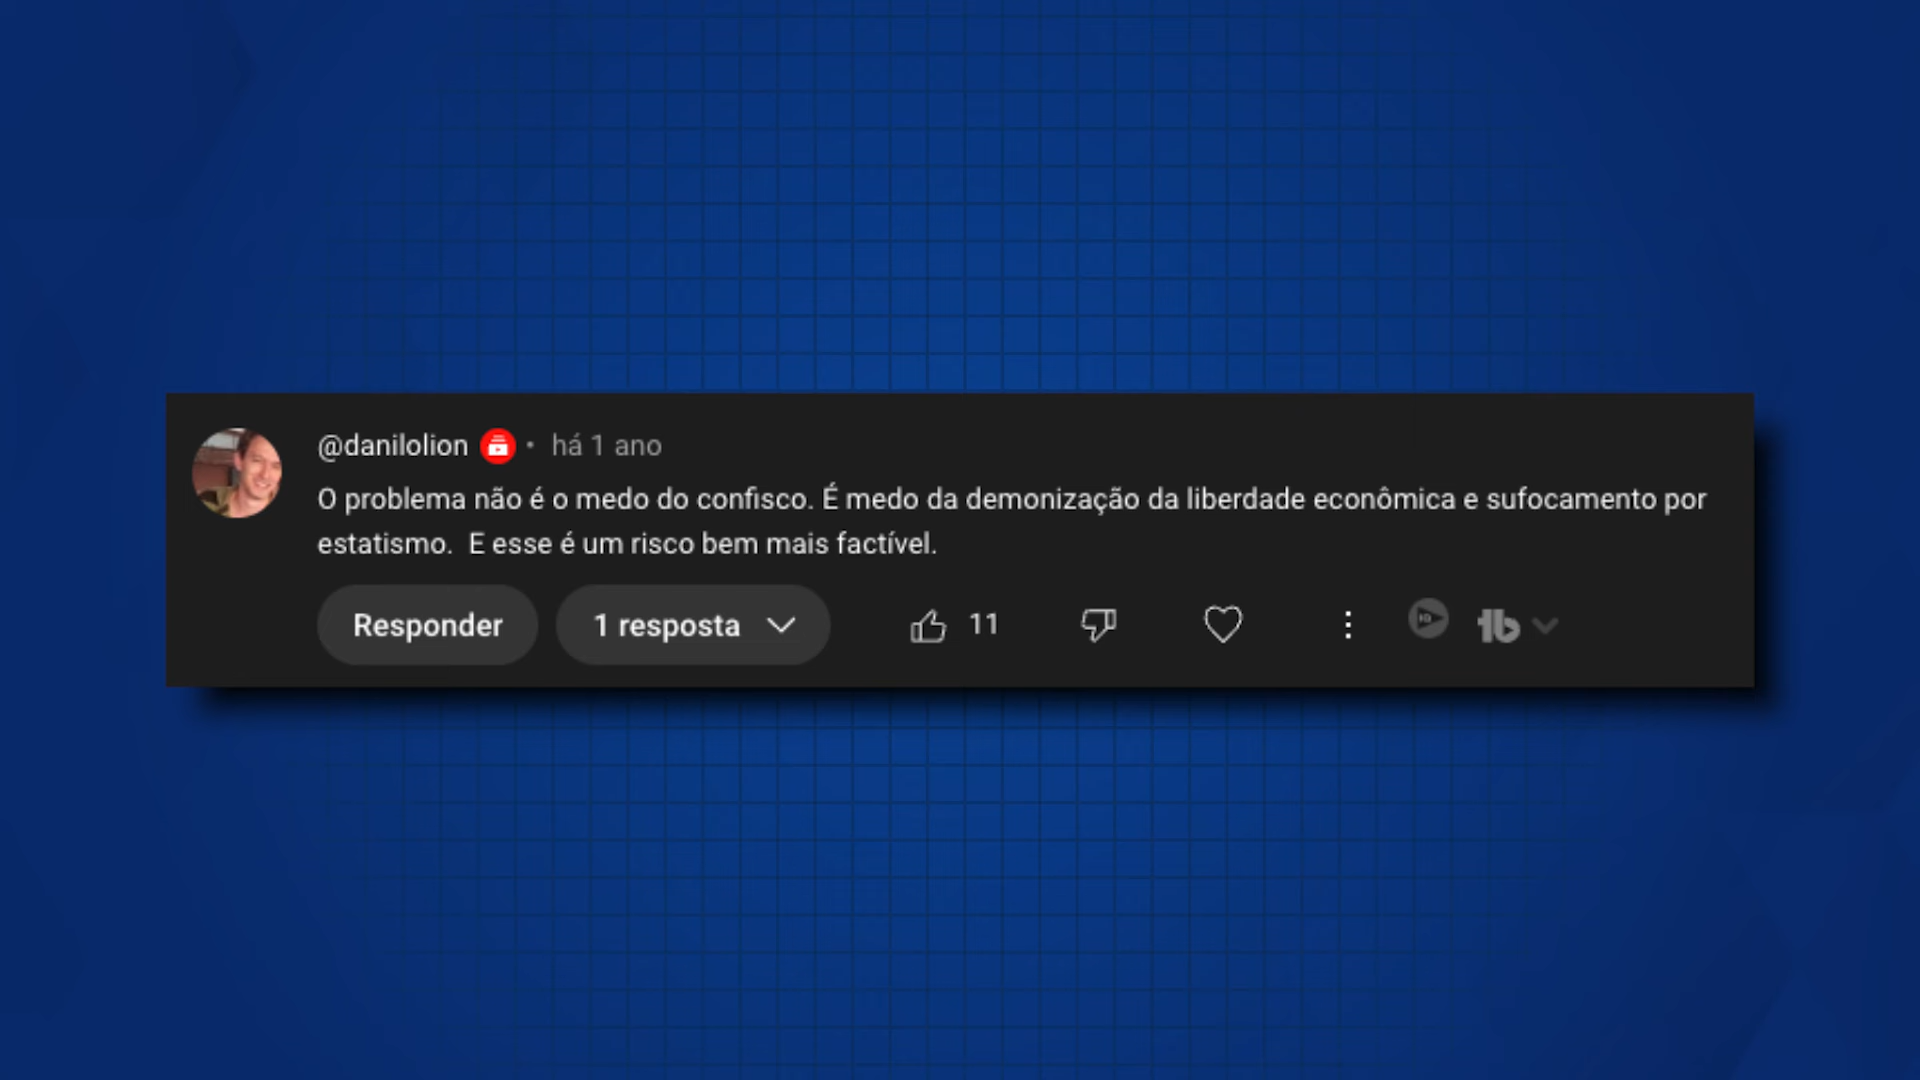 @danilolion • há 1 ano
O problema não é o medo do confisco. É medo da demonização da liberdade econômica e sufocamento por
estatismo.  E esse é um risco bem mais factível.
Responder 1 resposta 11 tb